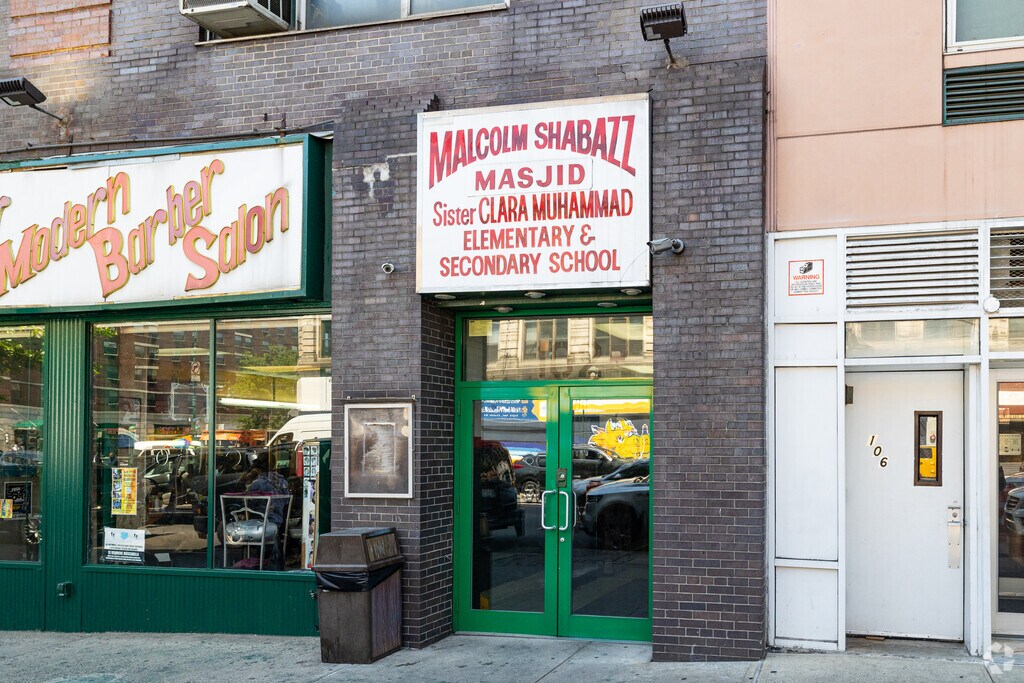 Modern
Barber
Salon
MALCOLM SHABAZZ
MASJID
Sister CLARA MUHAMMAD
ELEMENTARY &
SECONDARY SCHOOL
WARNING
106